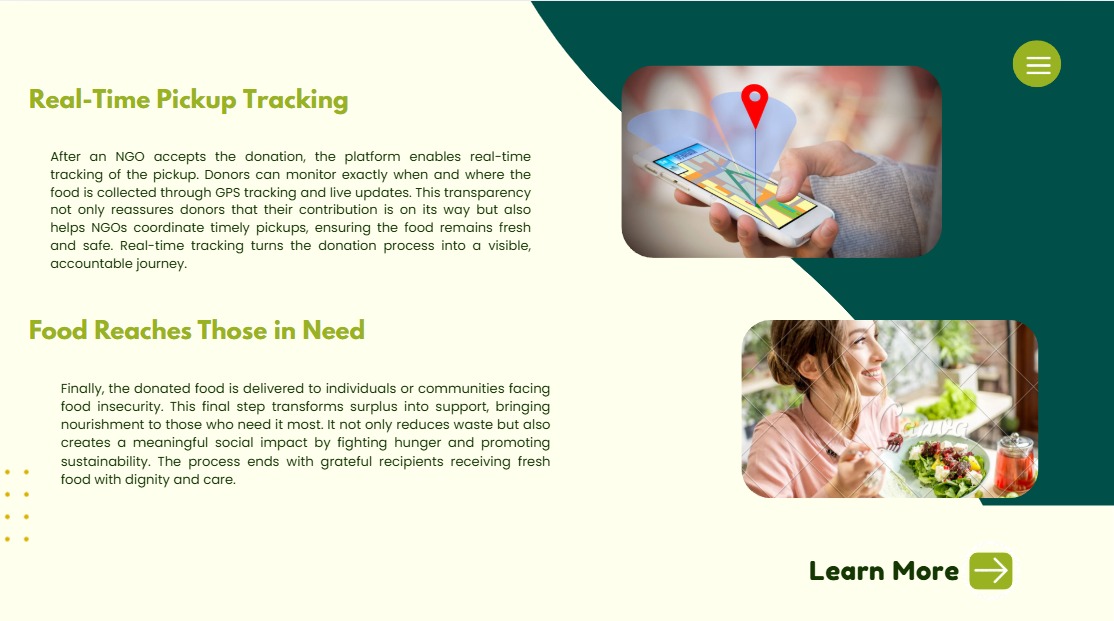 Real-Time Pickup Tracking
After an NGO accepts the donation, the platform enables real-time
tracking of the pickup. Donors can monitor exactly when and where the
food is collected through GPS tracking and live updates. This transparency
not only reassures donors that their contribution is on its way but also
helps NGOs coordinate timely pickups, ensuring the food remains fresh
and safe. Real-time tracking turns the donation process into a visible,
accountable journey.
Food Reaches Those in Need
Finally, the donated food is delivered to individuals or communities facing
food insecurity. This final step transforms surplus into support, bringing
nourishment to those who need it most. It not only reduces waste but also
creates a meaningful social impact by fighting hunger and promoting
sustainability. The process ends with grateful recipients receiving fresh
food with dignity and care.
Canva
Learn More